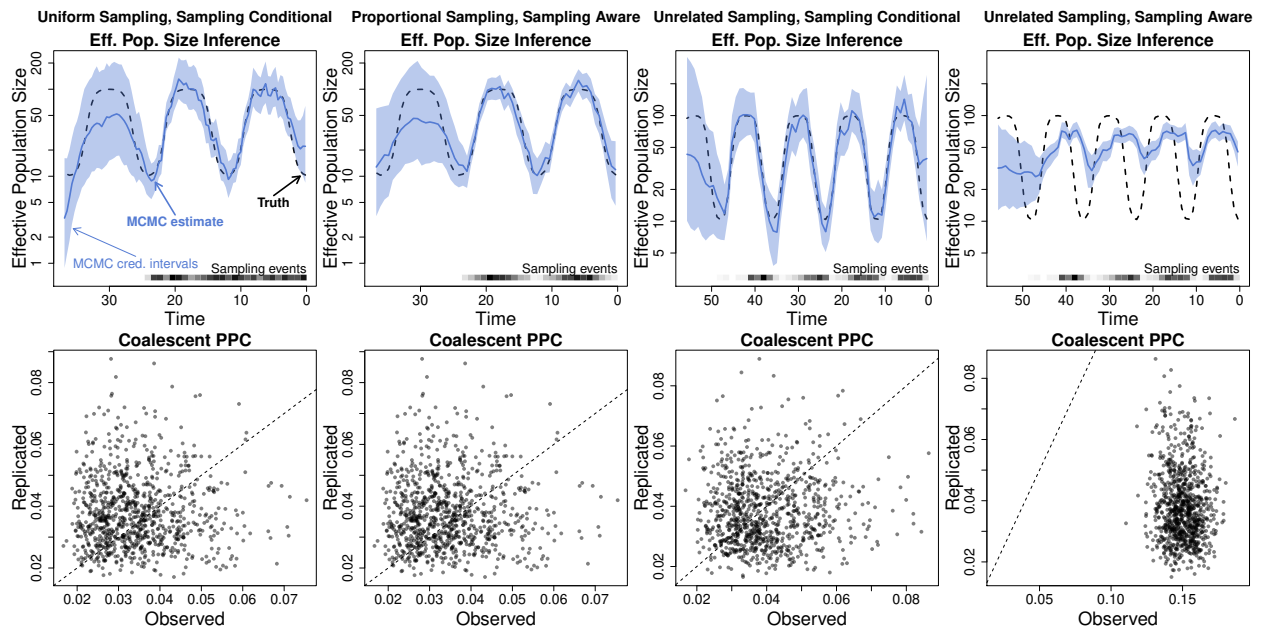 Uniform Sampling, Sampling Conditional
Proportional Sampling, Sampling Aware
Unrelated Sampling, Sampling Conditional
Unrelated Sampling, Sampling Aware
Eff. Pop. Size Inference
Effective Population Size
200
50
10
5
2
1
MCMC estimate
Truth
MCMC cred. intervals
Sampling events
30
20
10
0
Time
Eff. Pop. Size Inference
Effective Population Size
200
50
10
5
2
1
Sampling events
30
20
10
0
Time
Eff. Pop. Size Inference
Effective Population Size
100
50
20
10
5
Sampling events
50
40
30
20
10
0
Time
Eff. Pop. Size Inference
Effective Population Size
100
50
20
10
5
Sampling events
50
40
30
20
10
0
Time
Coalescent PPC
Replicated
0.08
0.06
0.04
0.02
0.02
0.03
0.04
0.05
0.06
0.07
Observed
Coalescent PPC
Replicated
0.08
0.06
0.04
0.02
0.02
0.03
0.04
0.05
0.06
0.07
Observed
Coalescent PPC
Replicated
0.08
0.06
0.04
0.02
0.02
0.04
0.06
0.08
Observed
Coalescent PPC
Replicated
0.08
0.06
0.04
0.02
0.05
0.10
0.15
Observed